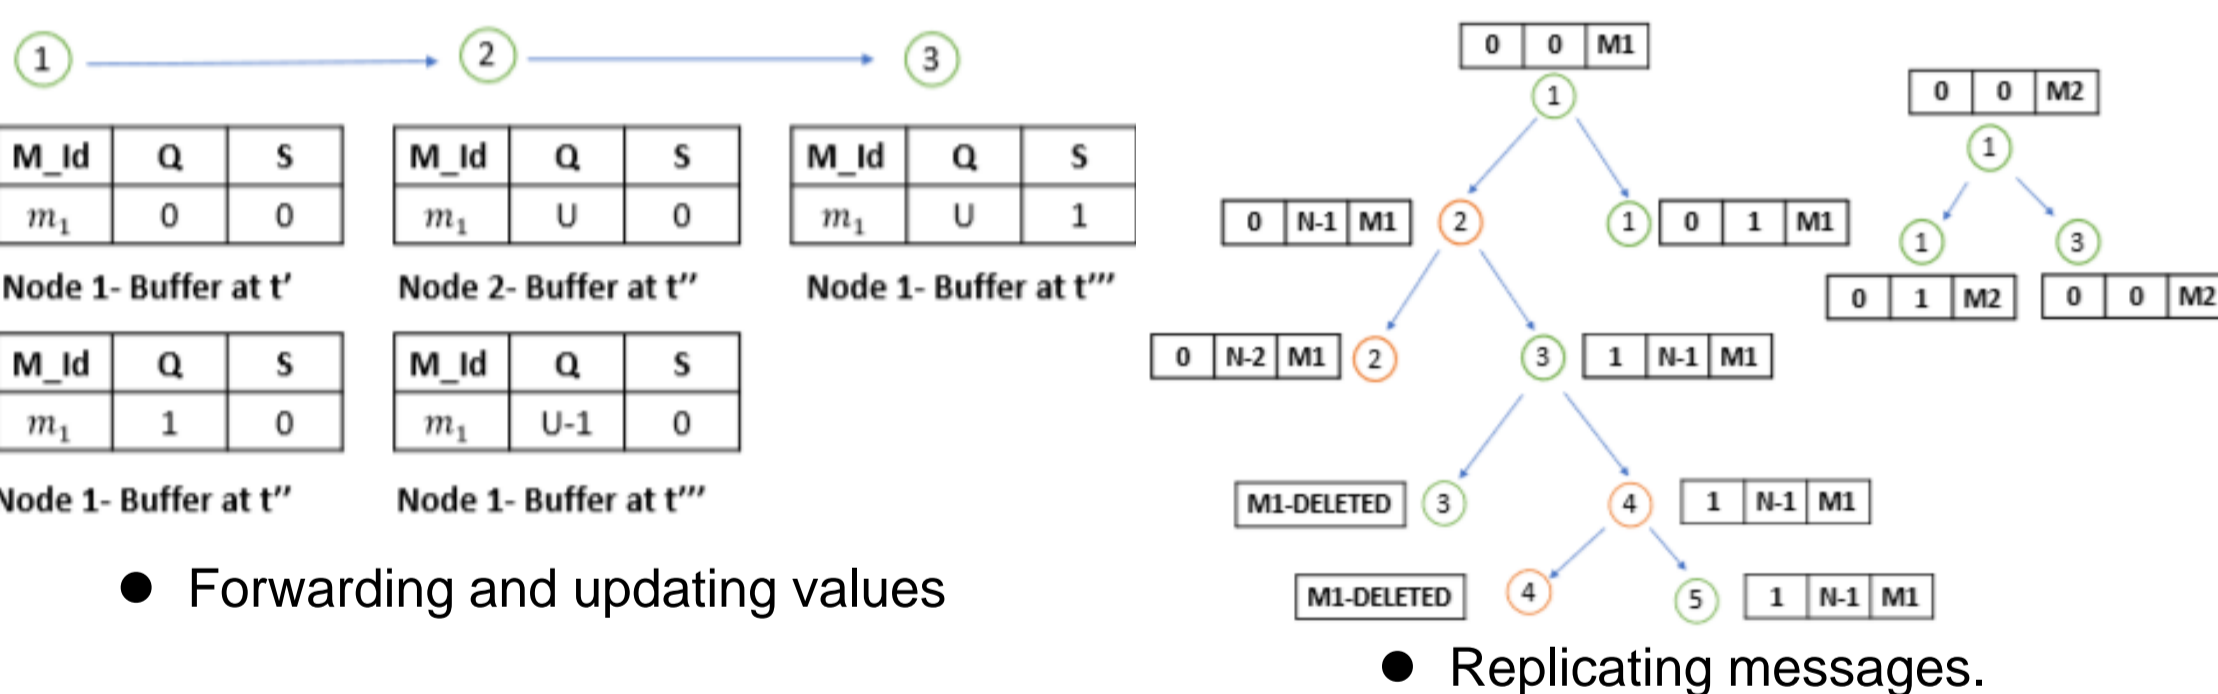 1 2 3
M_Id Q S
m₁ 0 0
Node 1- Buffer at t′
M_Id Q S
m₁ U 0
Node 2- Buffer at t′′
M_Id Q S
m₁ U 1
Node 1- Buffer at t′′′
M_Id Q S
m₁ 1 0
Node 1- Buffer at t′′
M_Id Q S
m₁ U-1 0
Node 1- Buffer at t′′′
● Forwarding and updating values
0 0 M1
1
0 N-1 M1 2 1 0 1 M1
0 N-2 M1 2 3 1 N-1 M1
M1-DELETED 3 4 1 N-1 M1
M1-DELETED 4 5 1 N-1 M1
0 0 M2
1
1 3
0 1 M2 0 0 M2
● Replicating messages.